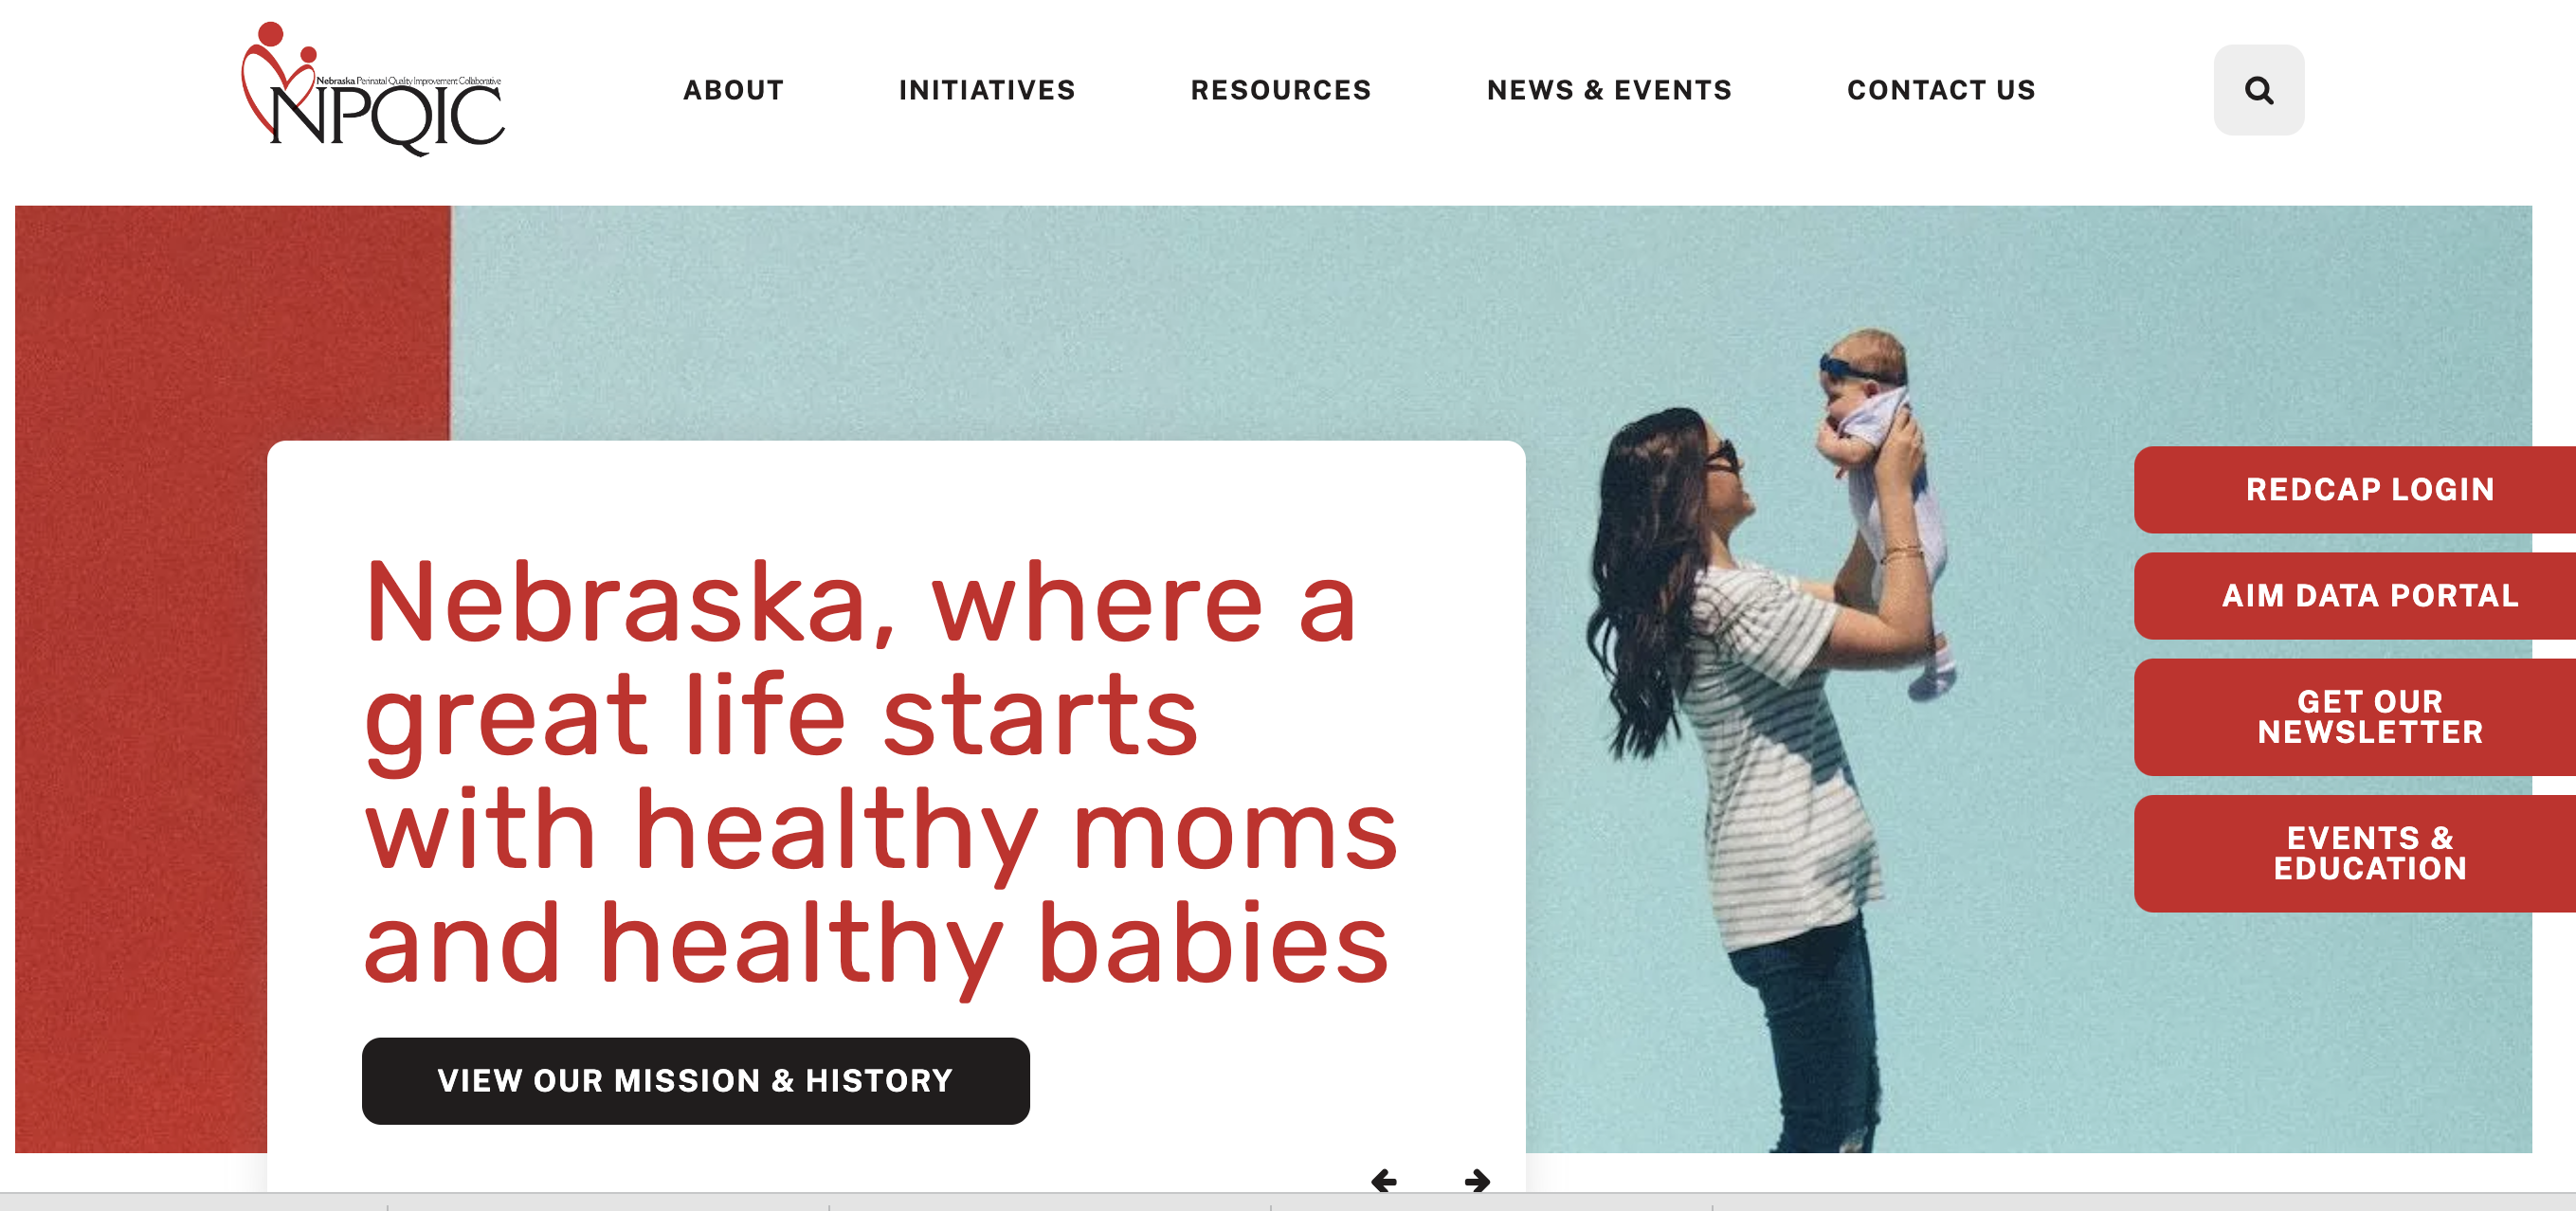 Nebraska Perinatal Quality Improvement Collaborative
NPQIC
ABOUT
INITIATIVES
RESOURCES
NEWS & EVENTS
CONTACT US
Nebraska, where a
great life starts
with healthy moms
and healthy babies
VIEW OUR MISSION & HISTORY
REDCAP LOGIN
AIM DATA PORTAL
GET OUR
NEWSLETTER
EVENTS &
EDUCATION